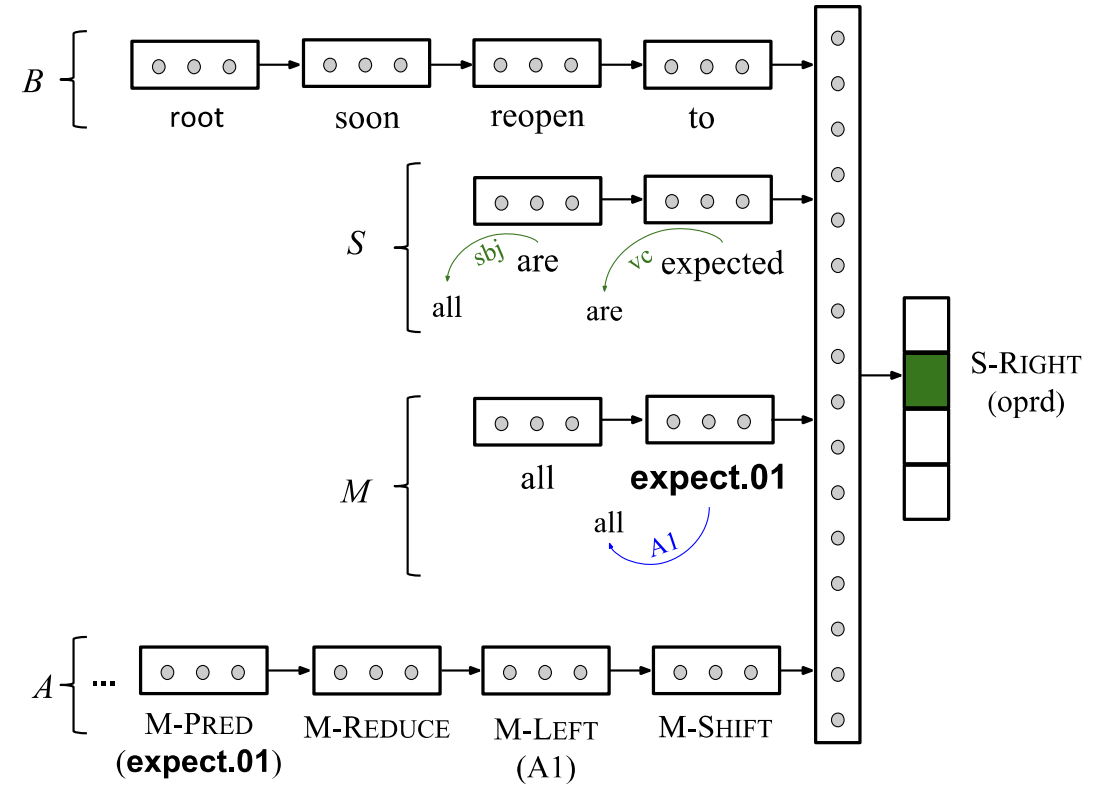 B
root soon reopen to
S
sbj are vc expected
all are
S-RIGHT
(oprd)
M
all expect.01
all A1
A
... M-PRED M-REDUCE M-LEFT M-SHIFT
(expect.01) (A1)